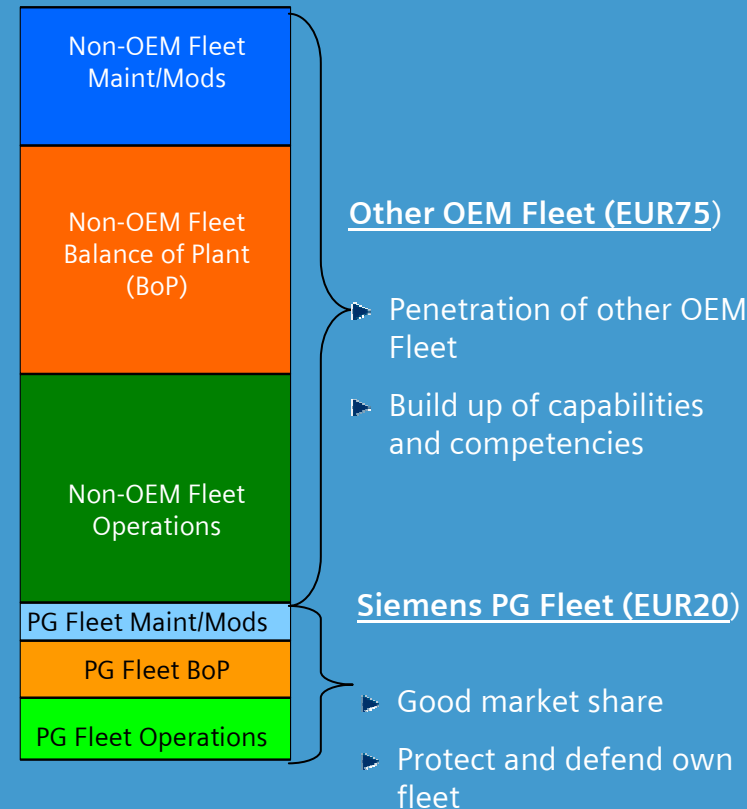 Non-OEM Fleet
Maint/Mods
Non-OEM Fleet
Balance of Plant
(BoP)
Non-OEM Fleet
Operations
PG Fleet Maint/Mods
PG Fleet BoP
PG Fleet Operations
Other OEM Fleet (EUR75)
Penetration of other OEM
Fleet
Build up of capabilities
and competencies
Siemens PG Fleet (EUR20)
Good market share
Protect and defend own
fleet